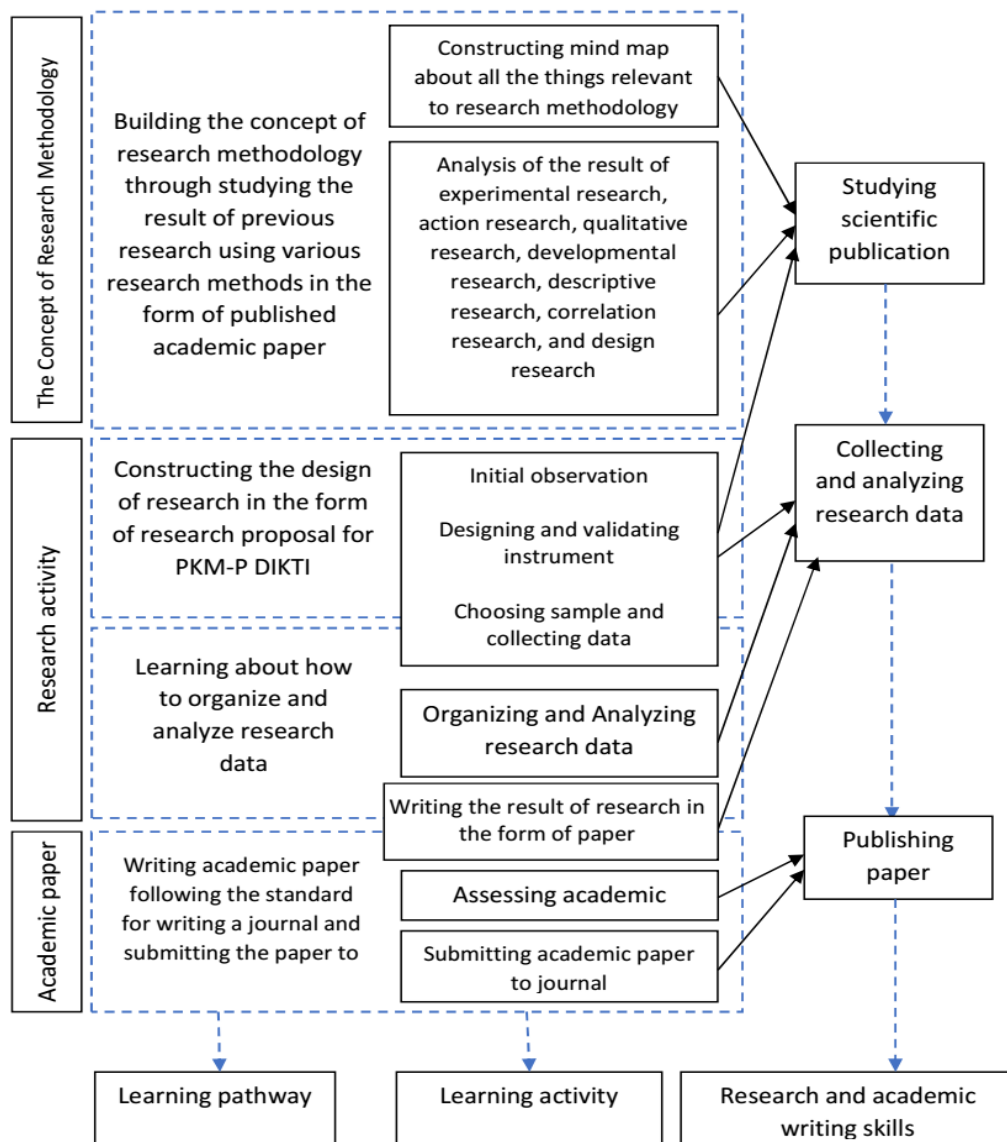 The Concept of Research Methodology
Building the concept of
research methodology
through studying the
result of previous
research using various
research methods in the
form of published
academic paper
Constructing mind map
about all the things relevant
to research methodology
Analysis of the result of
experimental research,
action research, qualitative
research, developmental
research, descriptive
research, correlation
research, and design
research
Studying
scientific
publication
Research activity
Constructing the design
of research in the form
of research proposal for
PKM-P DIKTI
Initial observation
Designing and validating
instrument
Choosing sample and
collecting data
Collecting
and analyzing
research data
Learning about how
to organize and
analyze research
data
Organizing and Analyzing
research data
Writing the result of research in
the form of paper
Academic paper
Writing academic paper
following the standard
for writing a journal and
submitting the paper to
Assessing academic
Submitting academic paper
to journal
Publishing
paper
Learning pathway
Learning activity
Research and academic
writing skills